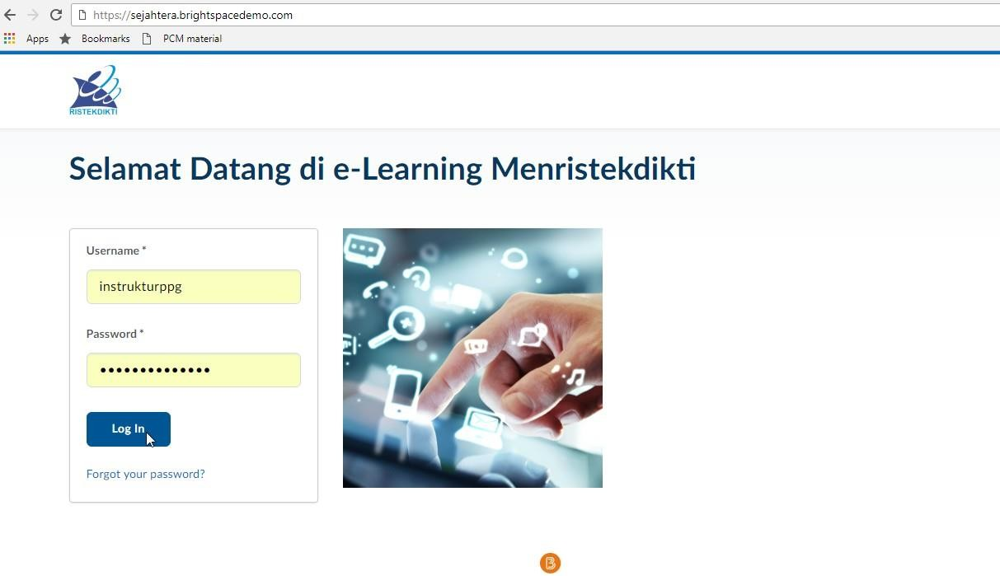 https://sejahtera.brightspacedemo.com
Apps Bookmarks PCM material
RISTEKDIKTI
Selamat Datang di e-Learning Menristekdikti
Username *
instrukturppg
Password *
••••••••••••••
Log In
Forgot your password?
B